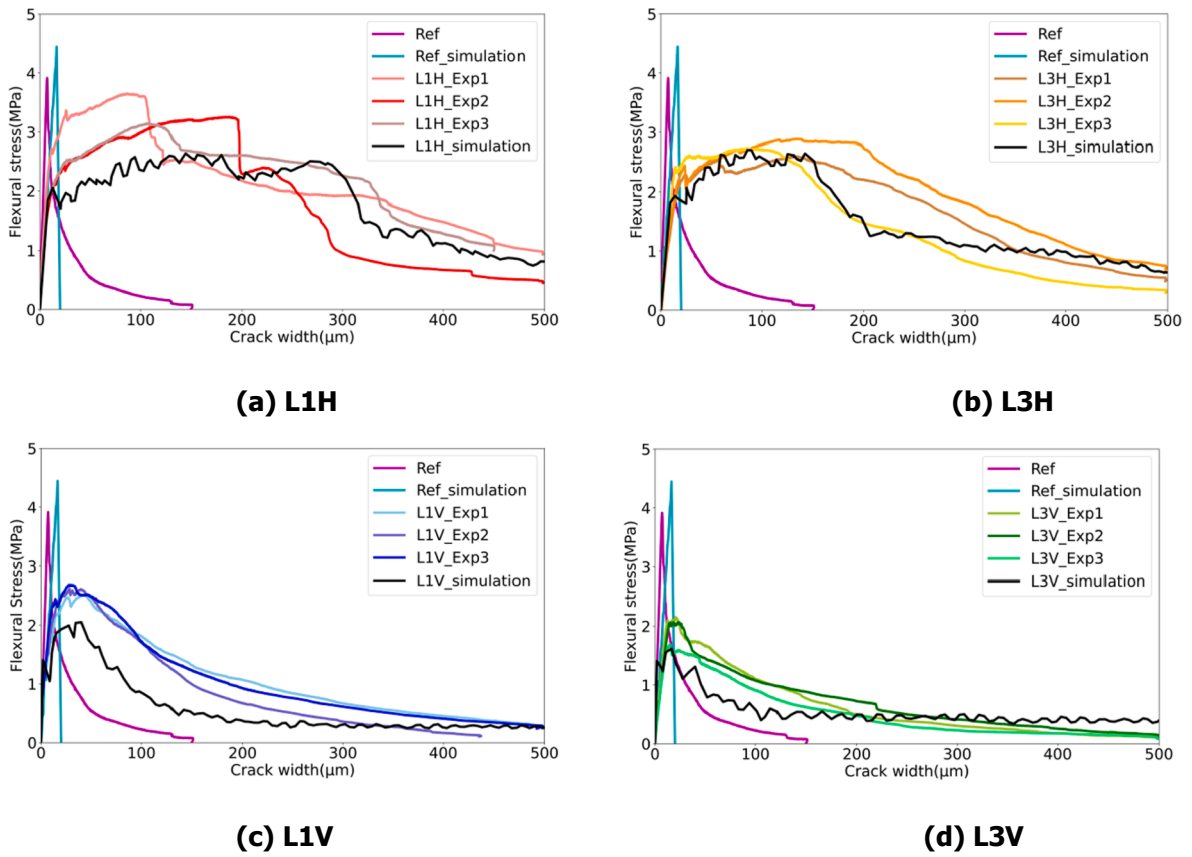 5
4
3
2
1
0
Flexural stress(MPa)
Ref
Ref_simulation
L1H_Exp1
L1H_Exp2
L1H_Exp3
L1H_simulation
0 100 200 300 400 500
Crack width(μm)
(a) L1H
5
4
3
2
1
0
Flexural stress(MPa)
Ref
Ref_simulation
L3H_Exp1
L3H_Exp2
L3H_Exp3
L3H_simulation
0 100 200 300 400 500
Crack width(μm)
(b) L3H
5
4
3
2
1
0
Flexural Stress(MPa)
Ref
Ref_simulation
L1V_Exp1
L1V_Exp2
L1V_Exp3
L1V_simulation
0 100 200 300 400 500
Crack width(μm)
(c) L1V
5
4
3
2
1
0
Flexural stress(MPa)
Ref
Ref_simulation
L3V_Exp1
L3V_Exp2
L3V_Exp3
L3V_simulation
0 100 200 300 400 500
Crack width(μm)
(d) L3V